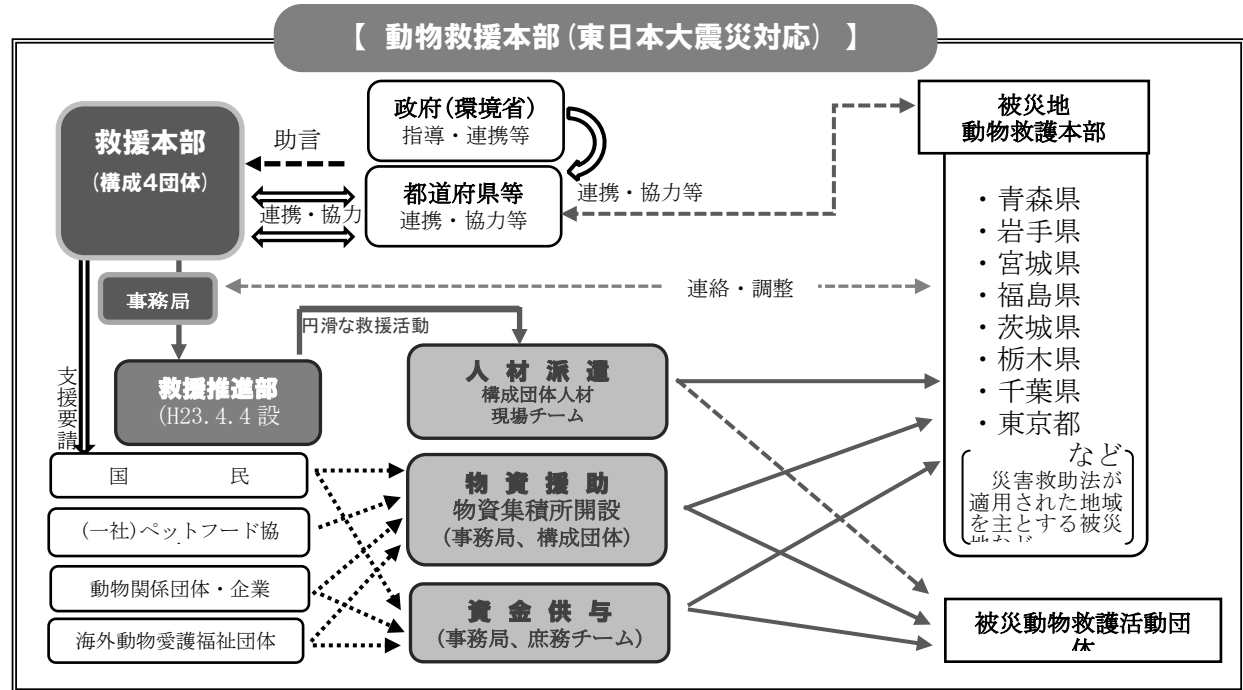 【 動物救援本部(東日本大震災対応) 】
救援本部
(構成4団体)
助言
連携・協力
政府(環境省)
指導・連携等
都道府県等
連携・協力等
連携・協力等
被災地
動物救護本部
・青森県
・岩手県
・宮城県
・福島県
・茨城県
・栃木県
・千葉県
・東京都
など
災害救助法が
適用された地域
を主とする被災
事務局
連絡・調整
円滑な救援活動
救援推進部
(H23.4.4 設
支援要請
人 材 派 遣
構成団体人材
現場チーム
国 民
(一社)ペットフード協
動物関係団体・企業
海外動物愛護福祉団体
物 資 援 助
物資集積所開設
(事務局、構成団体)
資 金 供 与
(事務局、庶務チーム)
被災動物救護活動団
体